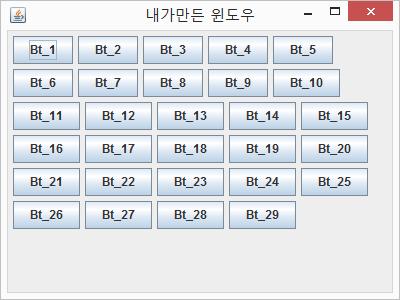 내가만든 윈도우
Bt_1 Bt_2 Bt_3 Bt_4 Bt_5
Bt_6 Bt_7 Bt_8 Bt_9 Bt_10
Bt_11 Bt_12 Bt_13 Bt_14 Bt_15
Bt_16 Bt_17 Bt_18 Bt_19 Bt_20
Bt_21 Bt_22 Bt_23 Bt_24 Bt_25
Bt_26 Bt_27 Bt_28 Bt_29